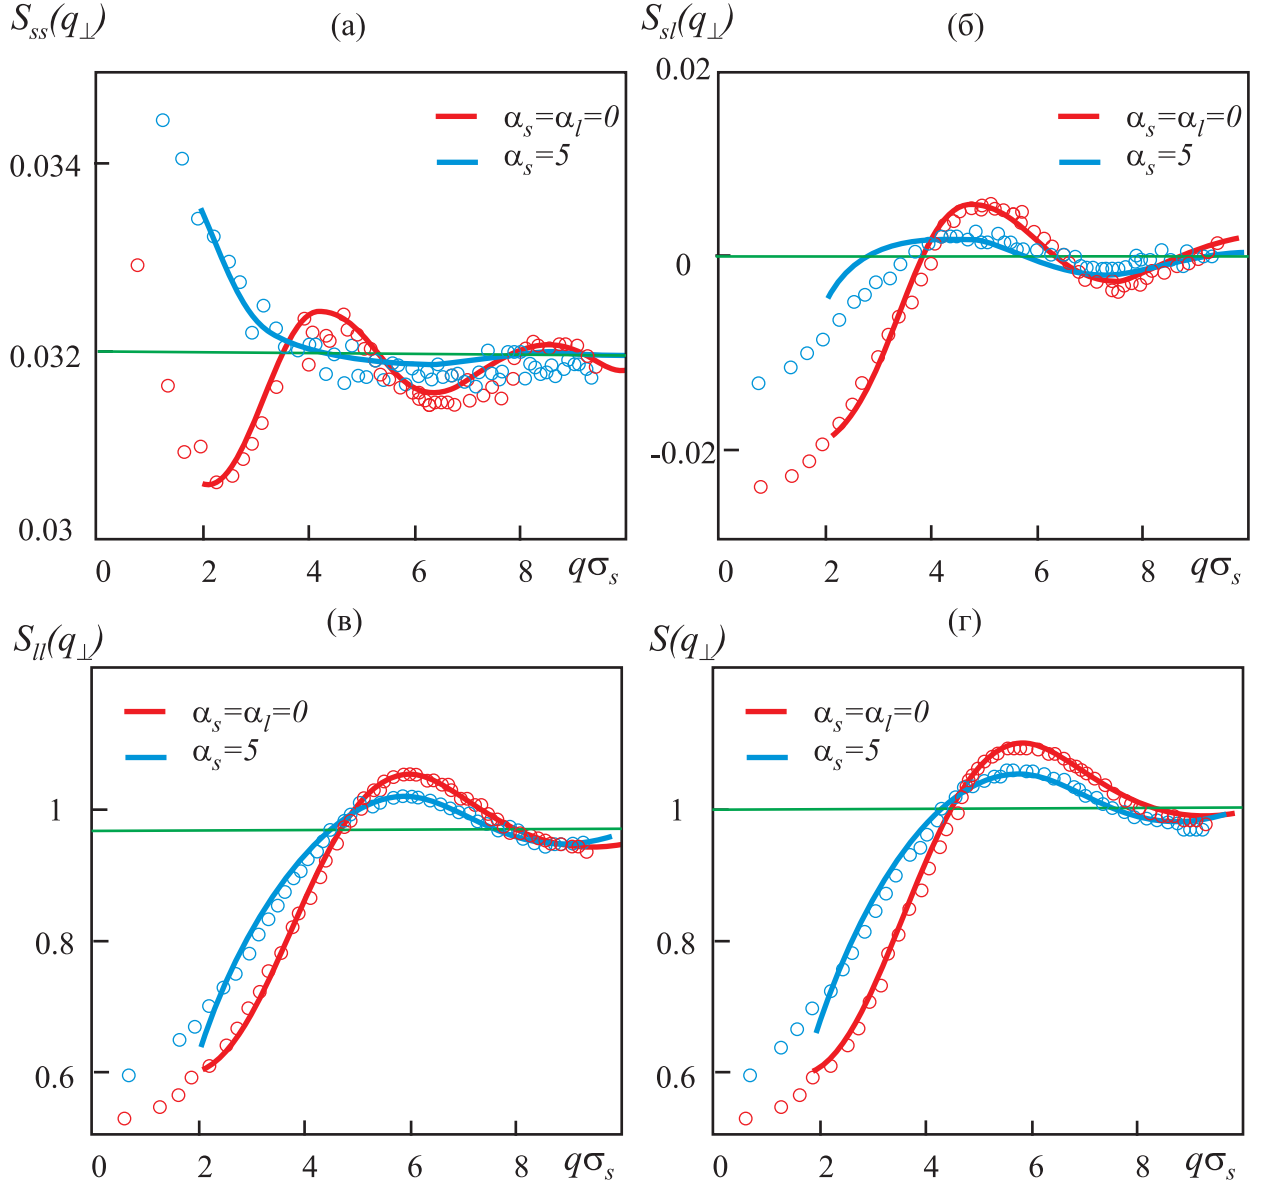 S_ss(q⊥)
(а)
α_s=α_l=0
α_s=5
0.034
0.032
0.03
0 2 4 6 8 qσ_s
S_sl(q⊥)
(б)
0.02
α_s=α_l=0
α_s=5
0
-0.02
0 2 4 6 8 qσ_s
S_ll(q⊥)
(в)
α_s=α_l=0
α_s=5
1
0.8
0.6
0 2 4 6 8 qσ_s
S(q⊥)
(г)
α_s=α_l=0
α_s=5
1
0.8
0.6
0 2 4 6 8 qσ_s